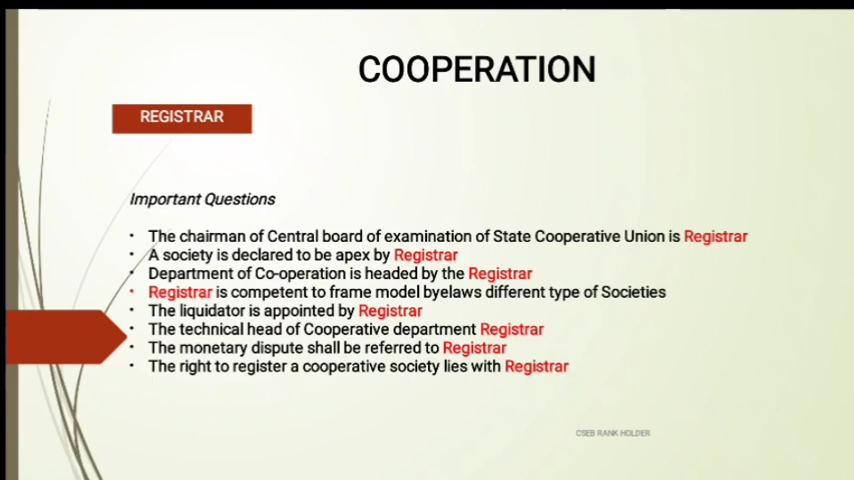 COOPERATION
REGISTRAR
Important Questions
• The chairman of Central board of examination of State Cooperative Union is Registrar
• A society is declared to be apex by Registrar
• Department of Co-operation is headed by the Registrar
• Registrar is competent to frame model byelaws different type of Societies
• The liquidator is appointed by Registrar
• The technical head of Cooperative department Registrar
• The monetary dispute shall be referred to Registrar
• The right to register a cooperative society lies with Registrar
CSEB RANK HOLDER